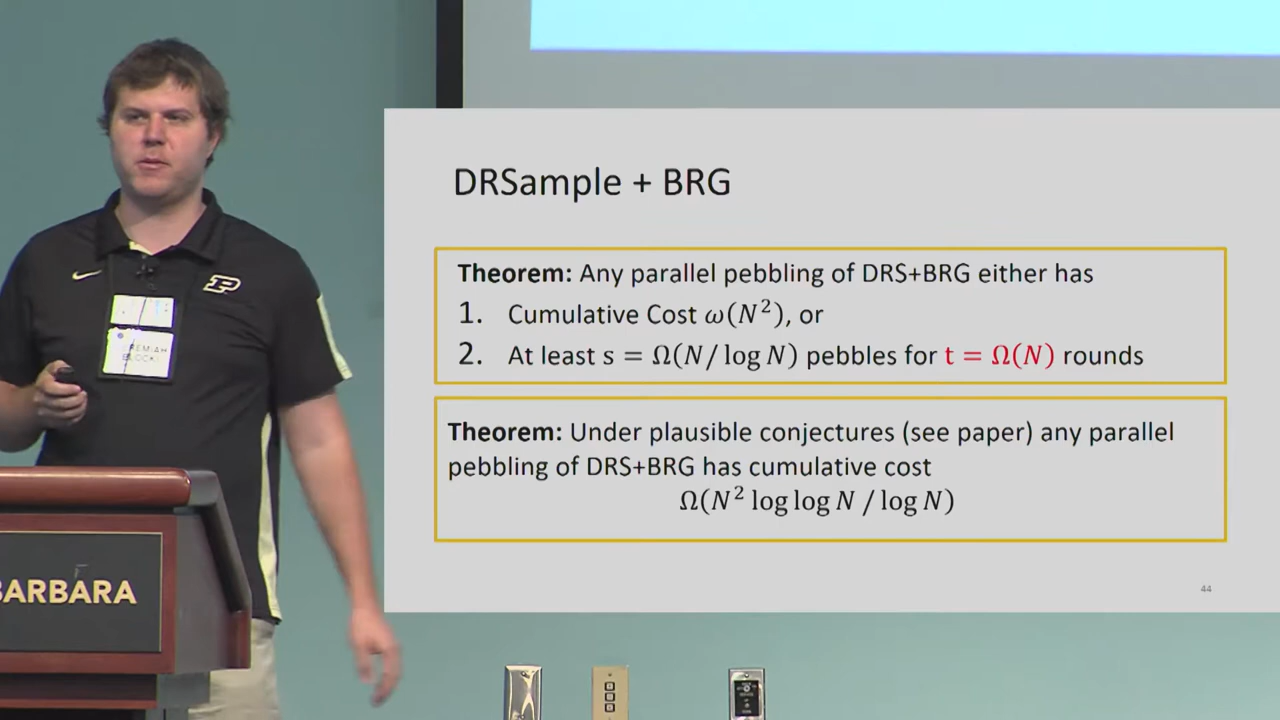 DRSample + BRG
Theorem: Any parallel pebbling of DRS+BRG either has
1. Cumulative Cost ω(N²), or
2. At least s = Ω(N/log N) pebbles for t = Ω(N) rounds
Theorem: Under plausible conjectures (see paper) any parallel
pebbling of DRS+BRG has cumulative cost
Ω(N² log log N / log N)
44
P
BARBARA